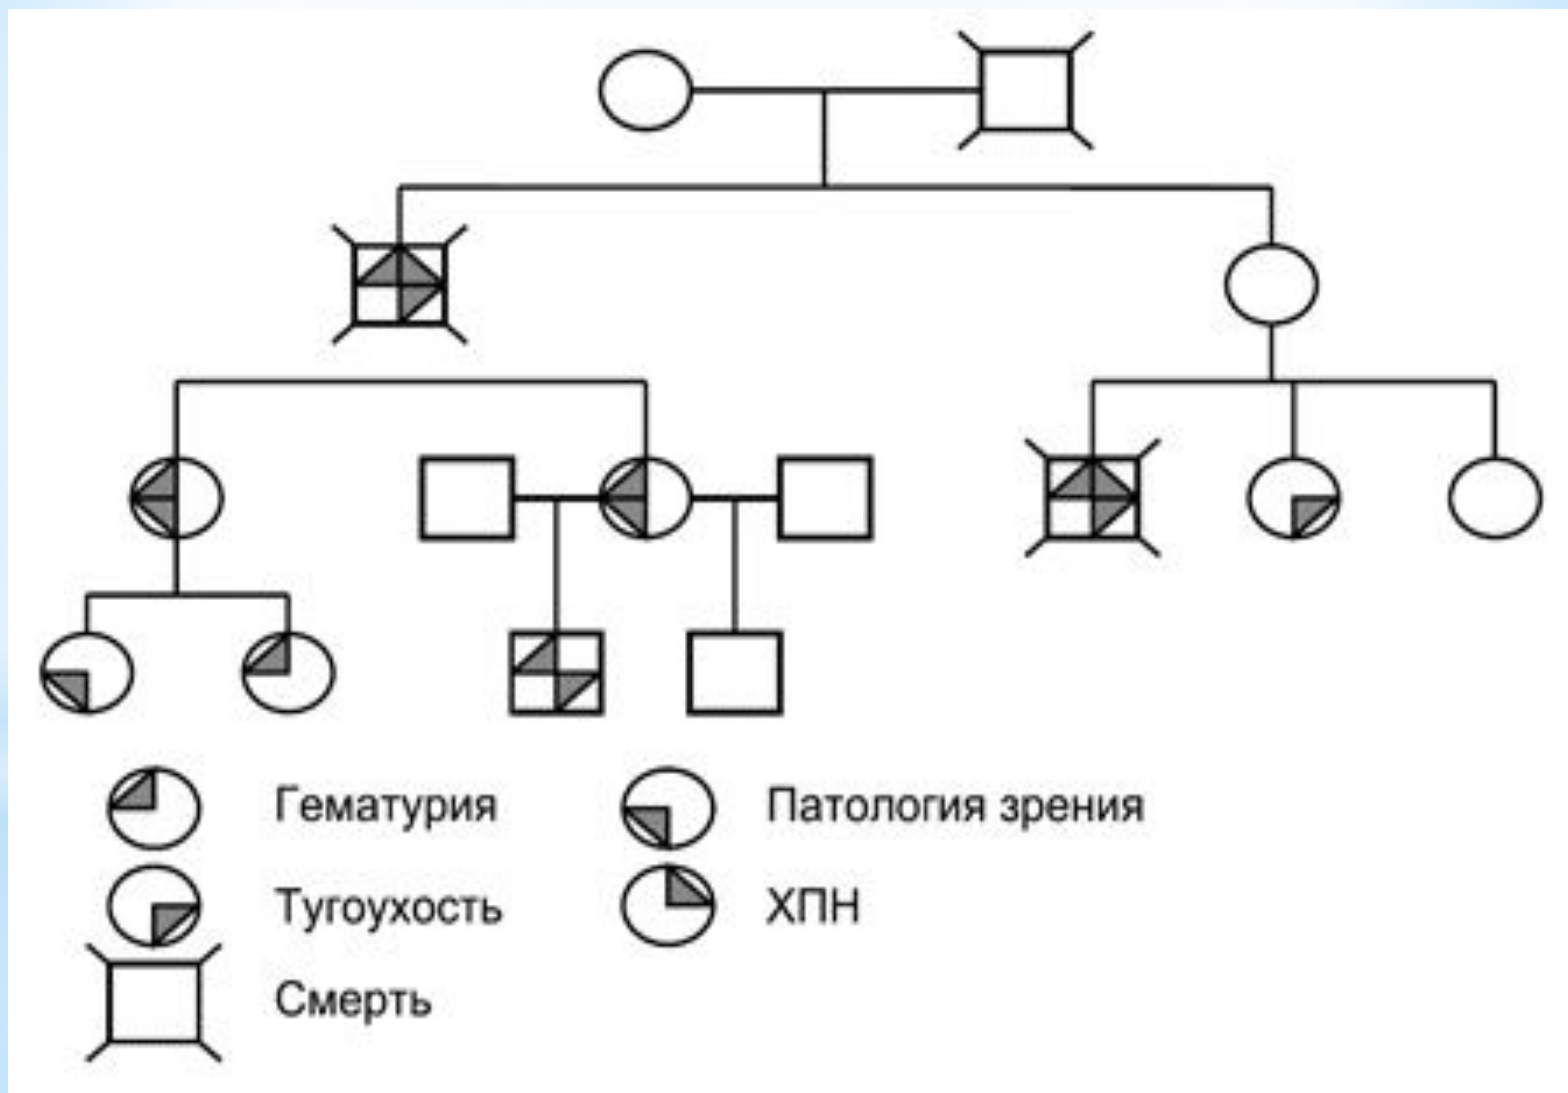 Гематурия
Патология зрения
Тугоухость
ХПН
Смерть